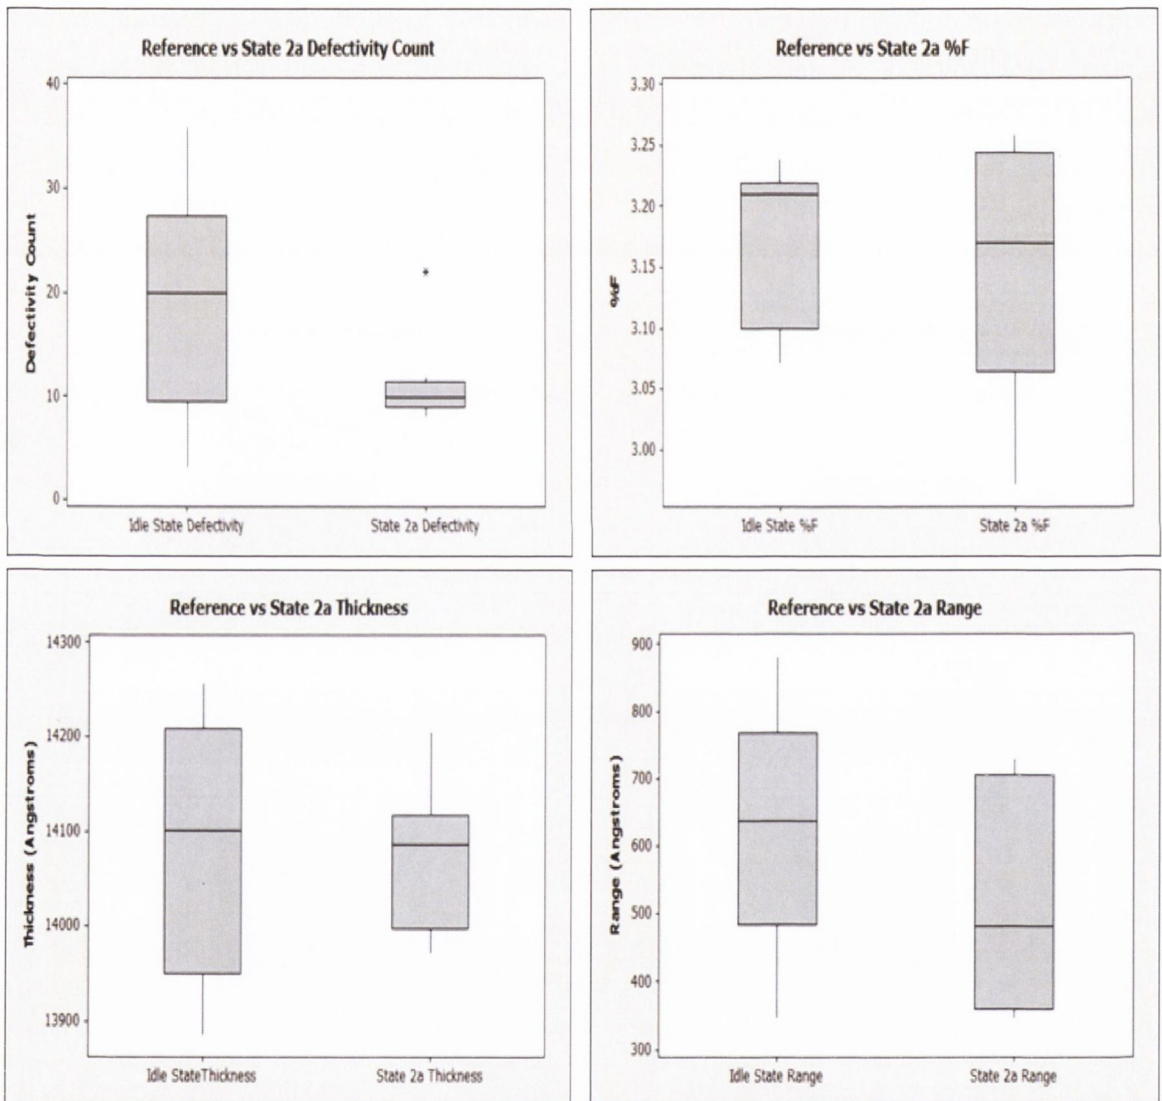 Reference vs State 2a Defectivity Count
40
30
20
10
0
Defectivity Count
Idle State Defectivity
State 2a Defectivity
Reference vs State 2a %F
3.30
3.25
3.20
3.15
3.10
3.05
3.00
%F
Idle State %F
State 2a %F
Reference vs State 2a Thickness
14300
14200
14100
14000
13900
Thickness (Angstroms)
Idle StateThickness
State 2a Thickness
Reference vs State 2a Range
900
800
700
600
500
400
300
Range (Angstroms)
Idle State Range
State 2a Range